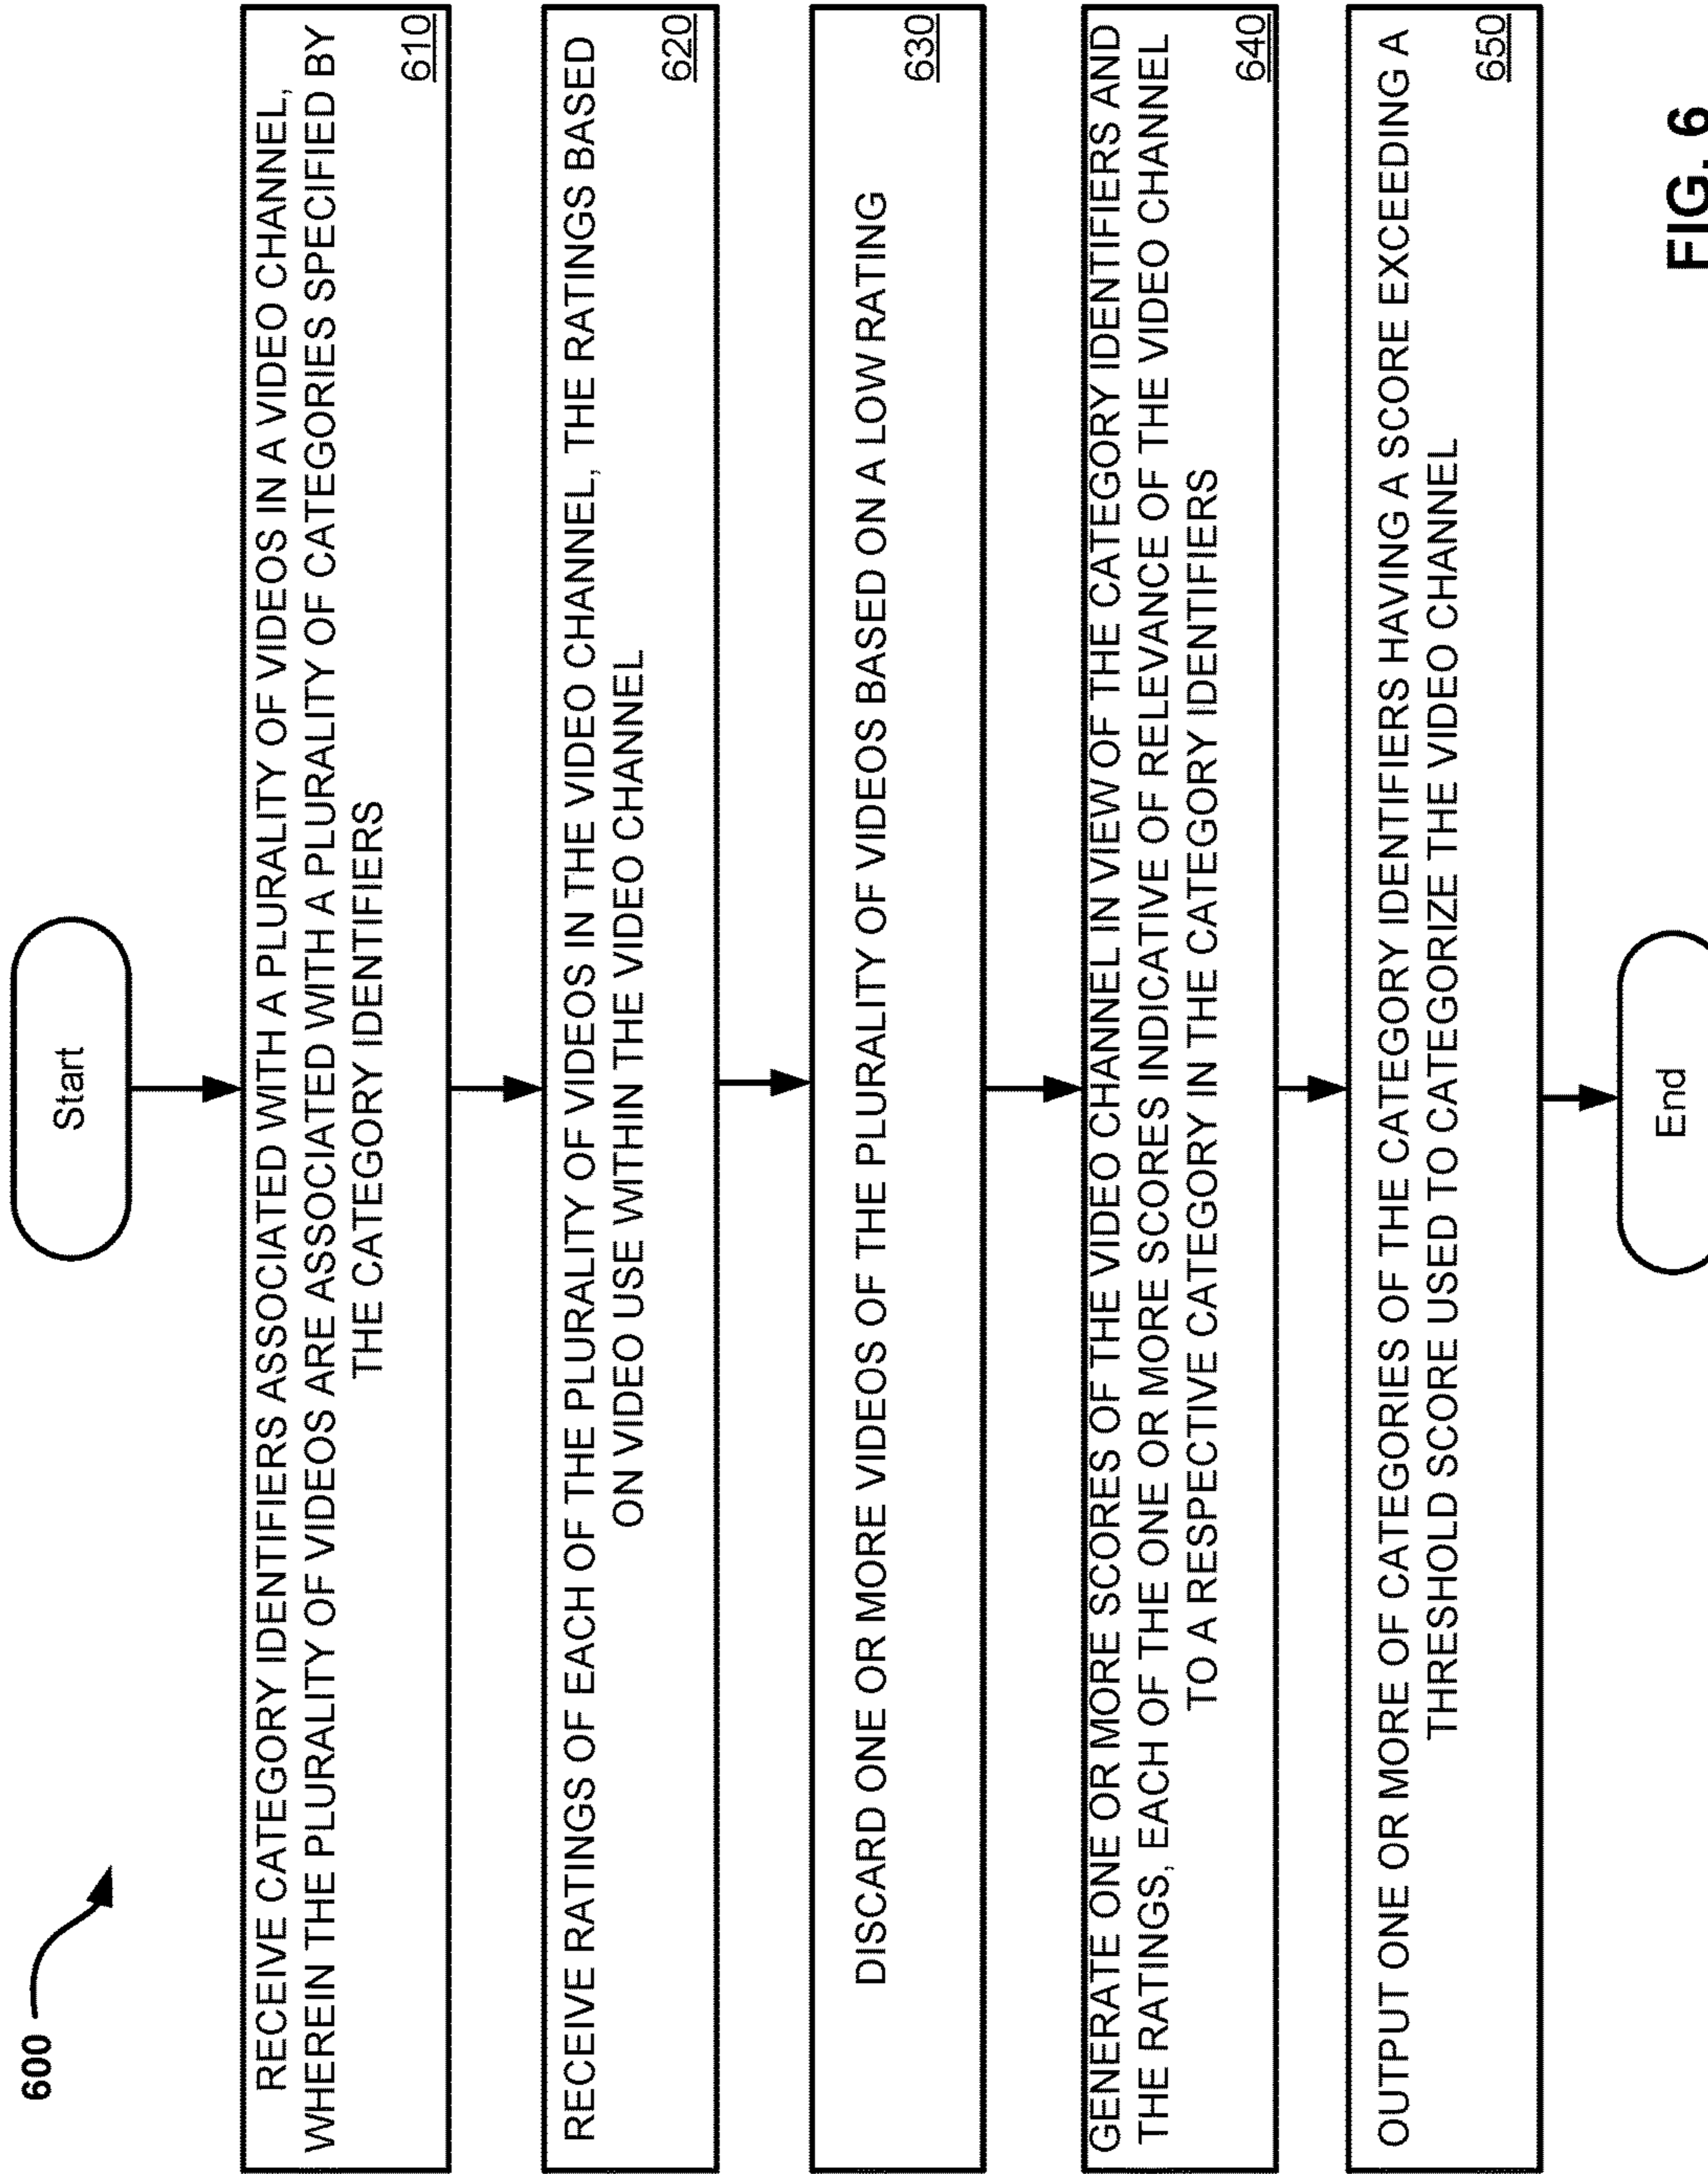 600
Start
RECEIVE CATEGORY IDENTIFIERS ASSOCIATED WITH A PLURALITY OF VIDEOS IN A VIDEO CHANNEL,
WHEREIN THE PLURALITY OF VIDEOS ARE ASSOCIATED WITH A PLURALITY OF CATEGORIES SPECIFIED BY
THE CATEGORY IDENTIFIERS
610
RECEIVE RATINGS OF EACH OF THE PLURALITY OF VIDEOS IN THE VIDEO CHANNEL, THE RATINGS BASED
ON VIDEO USE WITHIN THE VIDEO CHANNEL
620
DISCARD ONE OR MORE VIDEOS OF THE PLURALITY OF VIDEOS BASED ON A LOW RATING
630
GENERATE ONE OR MORE SCORES OF THE VIDEO CHANNEL IN VIEW OF THE CATEGORY IDENTIFIERS AND
THE RATINGS, EACH OF THE ONE OR MORE SCORES INDICATIVE OF RELEVANCE OF THE VIDEO CHANNEL
TO A RESPECTIVE CATEGORY IN THE CATEGORY IDENTIFIERS
640
OUTPUT ONE OR MORE OF CATEGORIES OF THE CATEGORY IDENTIFIERS HAVING A SCORE EXCEEDING A
THRESHOLD SCORE USED TO CATEGORIZE THE VIDEO CHANNEL
650
End
FIG. 6